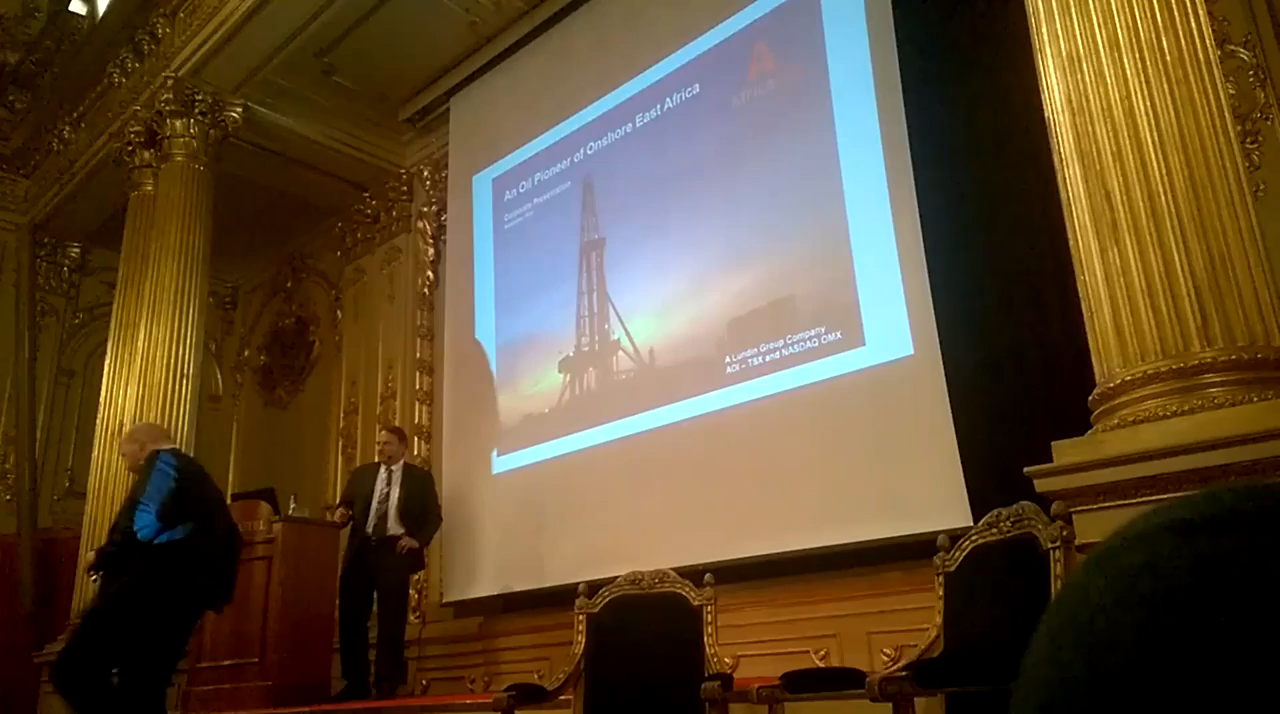 An Oil Pioneer of Onshore East Africa
Corporate Presentation
A Lundin Group Company
AOI – TSX and NASDAQ OMX